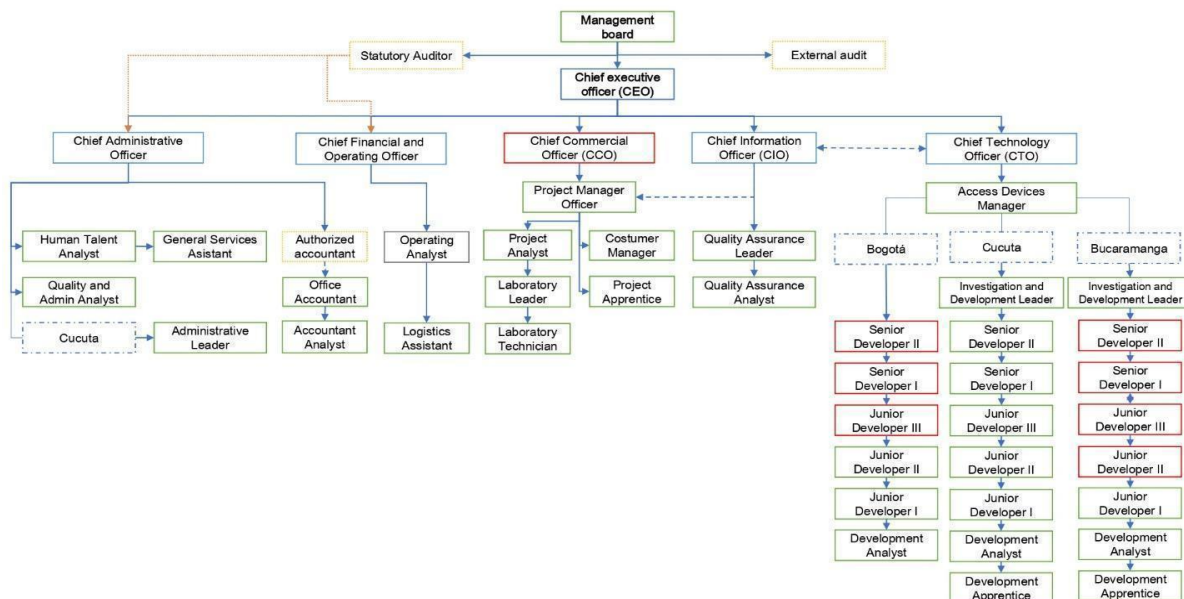 Management
board
Statutory Auditor
External audit
Chief executive
officer (CEO)
Chief Administrative
Officer
Chief Financial and
Operating Officer
Chief Commercial
Officer (CCO)
Chief Information
Officer (CIO)
Chief Technology
Officer (CTO)
Project Manager
Officer
Access Devices
Manager
Human Talent
Analyst
General Services
Asistant
Authorized
accountant
Operating
Analyst
Project
Analyst
Costumer
Manager
Quality Assurance
Leader
Bogotá
Cucuta
Bucaramanga
Quality and
Admin Analyst
Office
Accountant
Laboratory
Leader
Project
Apprentice
Quality Assurance
Analyst
Investigation and
Development Leader
Investigation and
Development Leader
Cucuta
Administrative
Leader
Accountant
Analyst
Logistics
Assistant
Laboratory
Technician
Senior
Developer II
Senior
Developer II
Senior
Developer II
Senior
Developer I
Senior
Developer I
Senior
Developer I
Junior
Developer III
Junior
Developer III
Junior
Developer III
Junior
Developer II
Junior
Developer II
Junior
Developer II
Junior
Developer I
Junior
Developer I
Junior
Developer I
Development
Analyst
Development
Analyst
Development
Analyst
Development
Apprentice
Development
Apprentice